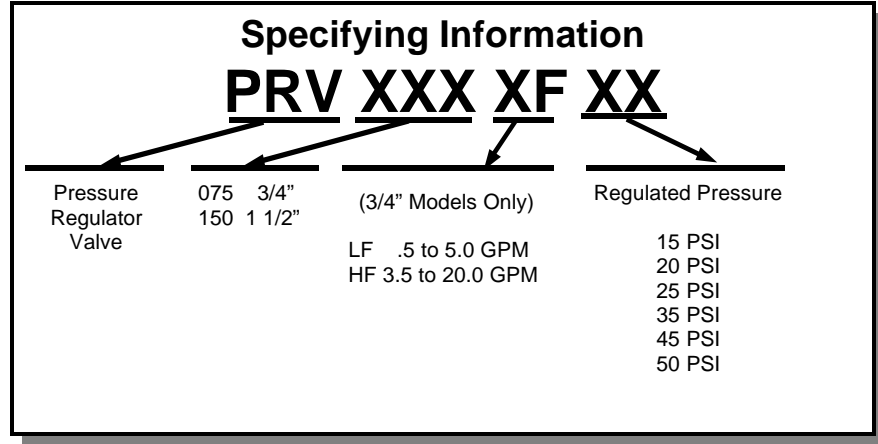 Specifying Information
PRV XXX XF XX
Pressure
Regulator
Valve
075 3/4”
150 1 1/2”
(3/4” Models Only)
LF .5 to 5.0 GPM
HF 3.5 to 20.0 GPM
Regulated Pressure
15 PSI
20 PSI
25 PSI
35 PSI
45 PSI
50 PSI